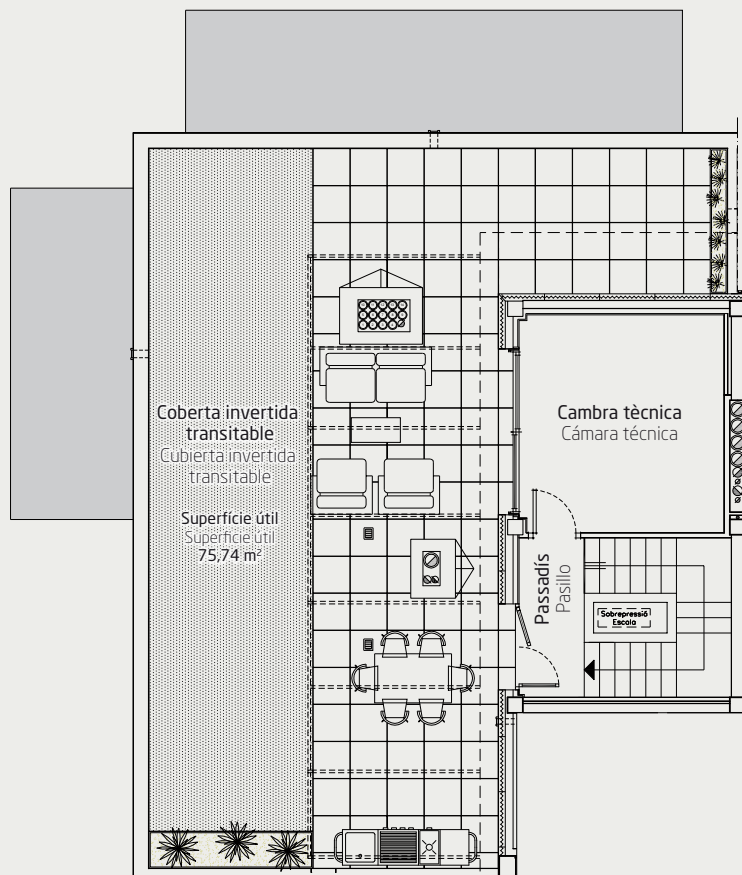 Coberta invertida
transitable
Cubierta invertida
transitable
Superfície útil
Superficie útil
75,74 m²
Cambra tècnica
Cámara técnica
Passadís
Pasillo
Sobrepressió
Escala